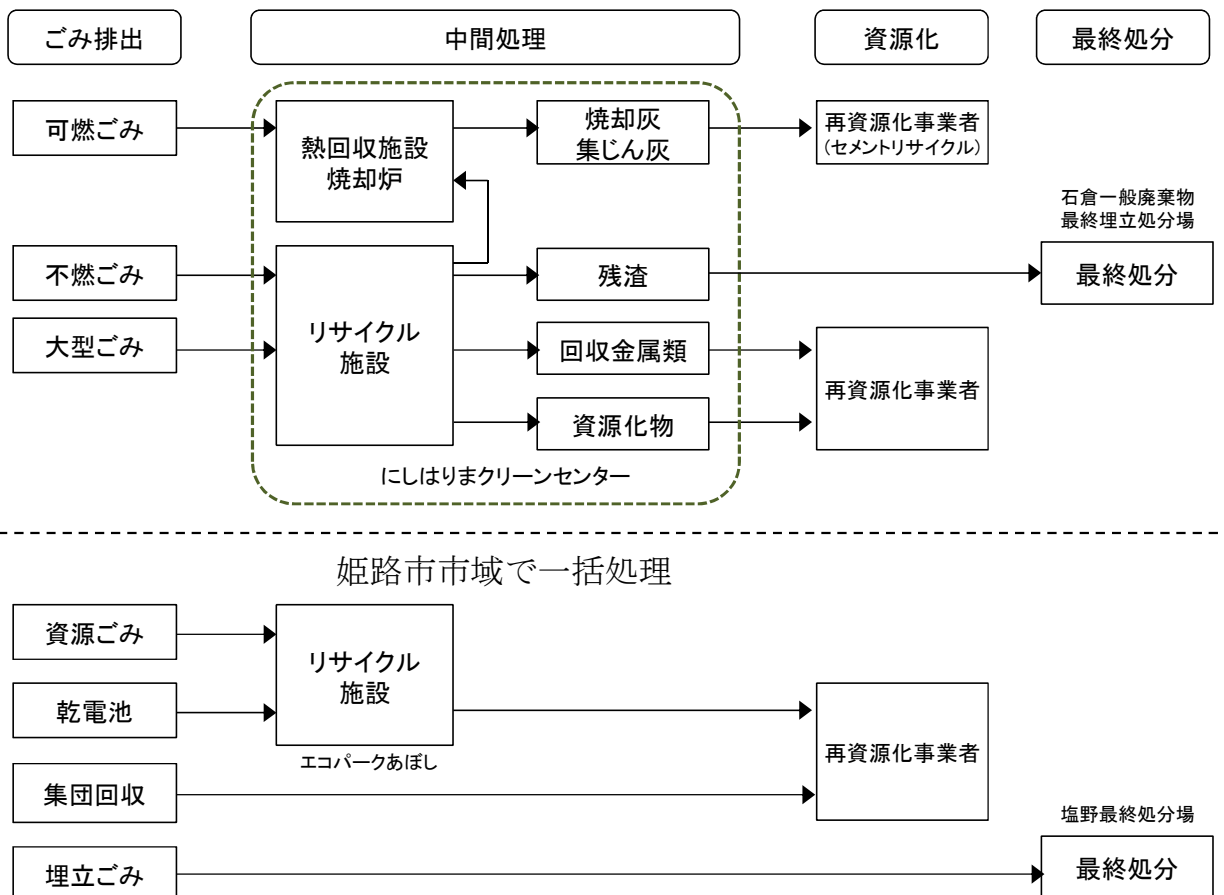 ごみ排出
中間処理
資源化
最終処分
可燃ごみ
熱回収施設
焼却炉
焼却灰
集じん灰
再資源化事業者
(セメントリサイクル)
石倉一般廃棄物
最終埋立処分場
不燃ごみ
残渣
最終処分
大型ごみ
リサイクル
施設
回収金属類
再資源化事業者
資源化物
にしはりまクリーンセンター
姫路市市域で一括処理
資源ごみ
リサイクル
施設
乾電池
エコパークあぼし
再資源化事業者
集団回収
塩野最終処分場
埋立ごみ
最終処分